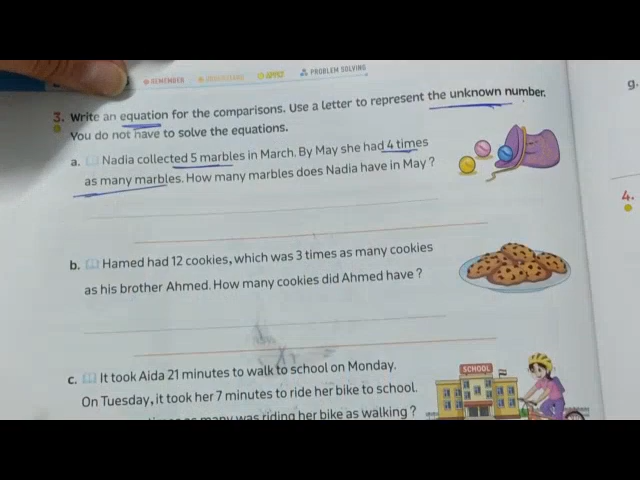 REMEMBER UNDERSTAND APPLY PROBLEM SOLVING
3. Write an equation for the comparisons. Use a letter to represent the unknown number.
You do not have to solve the equations.
a. Nadia collected 5 marbles in March. By May she had 4 times
as many marbles. How many marbles does Nadia have in May ?
b. Hamed had 12 cookies, which was 3 times as many cookies
as his brother Ahmed. How many cookies did Ahmed have ?
c. It took Aida 21 minutes to walk to school on Monday.
SCHOOL
On Tuesday, it took her 7 minutes to ride her bike to school.
times as many was riding her bike as walking ?
g.
4.